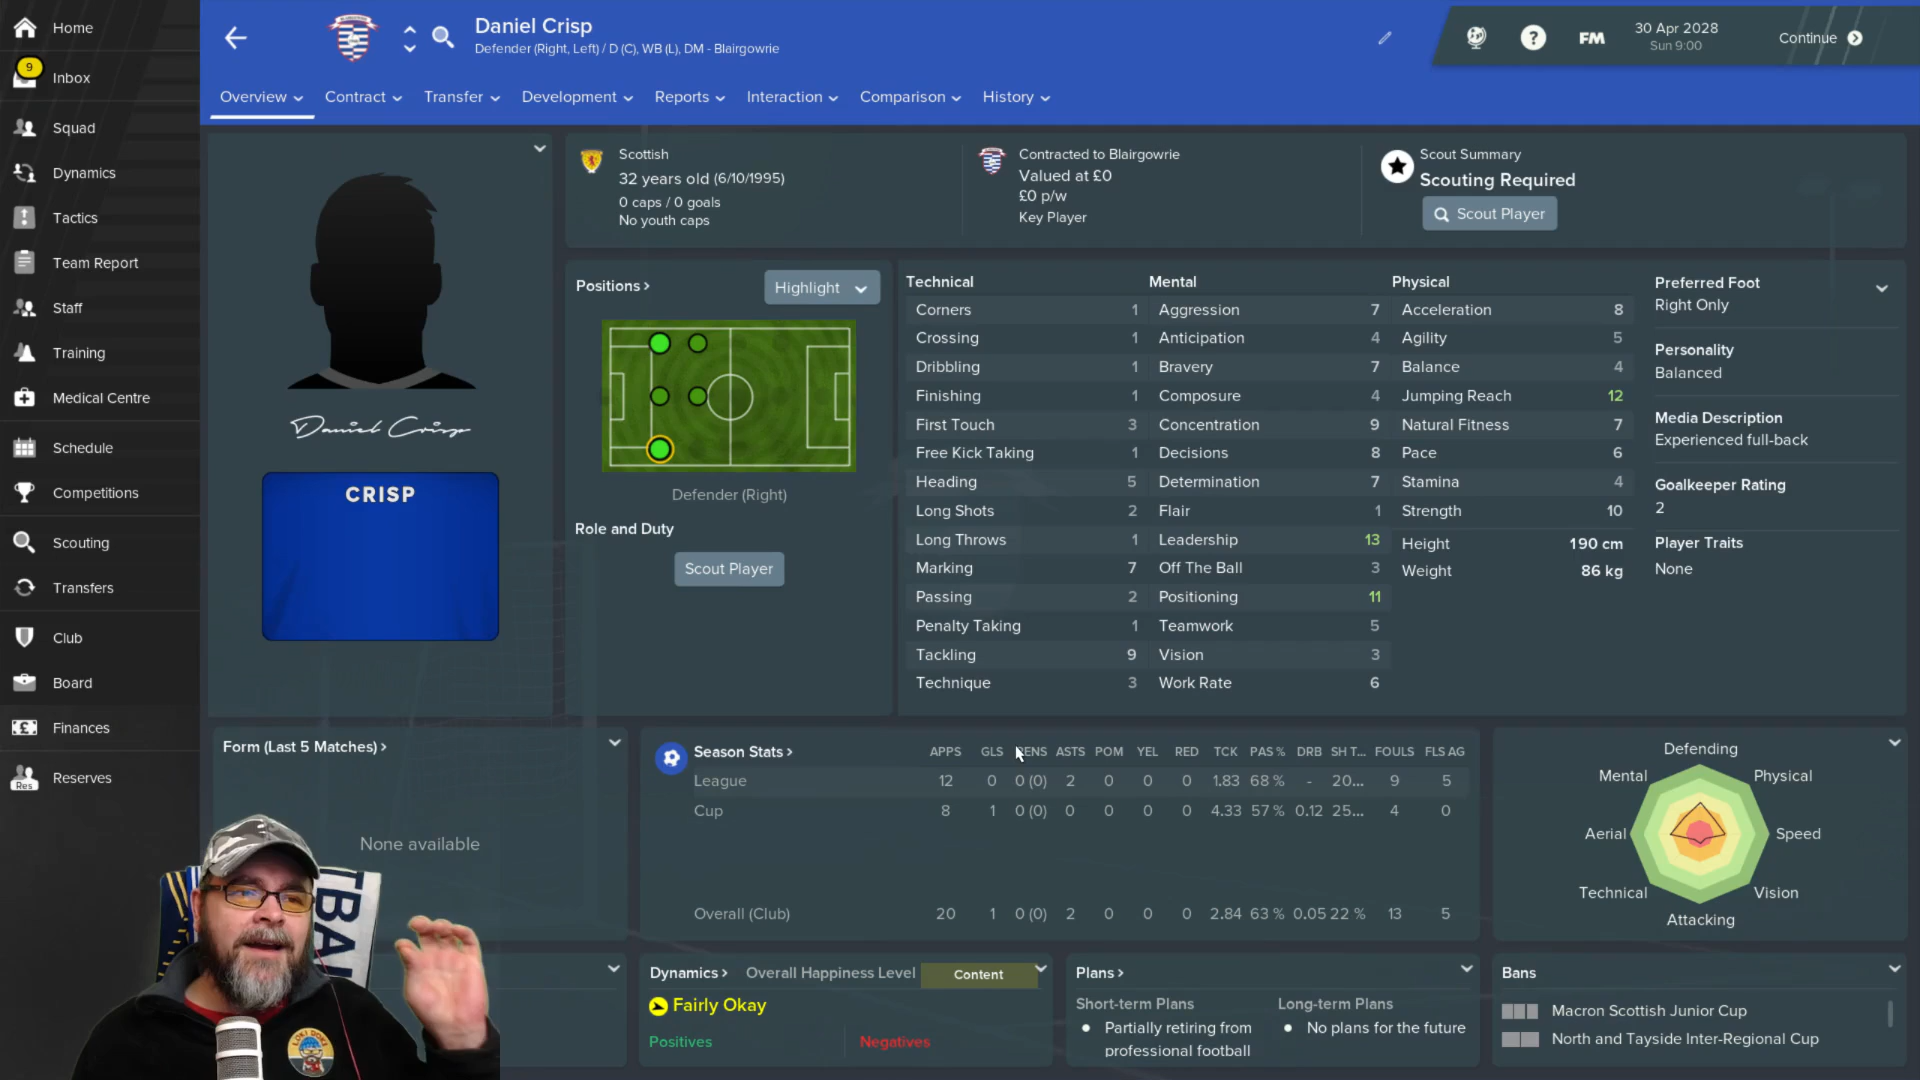 Home
9
Inbox
Squad
Dynamics
Tactics
Team Report
Staff
Training
Medical Centre
Schedule
Competitions
Scouting
Transfers
Club
Board
Finances
Res
Reserves
Daniel Crisp
Defender (Right, Left) / D (C), WB (L), DM - Blairgowrie
?
FM
30 Apr 2028
Sun 9:00
Continue
Overview
Contract
Transfer
Development
Reports
Interaction
Comparison
History
Daniel Crisp
CRISP
Scottish
32 years old (6/10/1995)
0 caps / 0 goals
No youth caps
Contracted to Blairgowrie
Valued at £0
£0 p/w
Key Player
Scout Summary
Scouting Required
Scout Player
Positions >
Highlight
Defender (Right)
Role and Duty
Scout Player
Technical
Corners 1
Crossing 1
Dribbling 1
Finishing 1
First Touch 3
Free Kick Taking 1
Heading 5
Long Shots 2
Long Throws 1
Marking 7
Passing 2
Penalty Taking 1
Tackling 9
Technique 3
Mental
Aggression 7
Anticipation 4
Bravery 7
Composure 4
Concentration 9
Decisions 8
Determination 7
Flair 1
Leadership 13
Off The Ball 3
Positioning 11
Teamwork 5
Vision 3
Work Rate 6
Physical
Acceleration 8
Agility 5
Balance 4
Jumping Reach 12
Natural Fitness 7
Pace 6
Stamina 4
Strength 10
Height 190 cm
Weight 86 kg
Preferred Foot
Right Only
Personality
Balanced
Media Description
Experienced full-back
Goalkeeper Rating
2
Player Traits
None
Form (Last 5 Matches) >
None available
Season Stats > APPS GLS ENS ASTS POM YEL RED TCK PAS % DRB SH T... FOULS FLS AG
League 12 0 0 (0) 2 0 0 0 1.83 68 % - 20... 9 5
Cup 8 1 0 (0) 0 0 0 0 4.33 57 % 0.12 25... 4 0
Overall (Club) 20 1 0 (0) 2 0 0 0 2.84 63 % 0.05 22 % 13 5
Defending
Mental
Physical
Aerial
Speed
Technical
Vision
Attacking
Dynamics > Overall Happiness Level Content
Fairly Okay
Positives
Negatives
Plans >
Short-term Plans
Partially retiring from
professional football
Long-term Plans
No plans for the future
Bans
Macron Scottish Junior Cup
North and Tayside Inter-Regional Cup